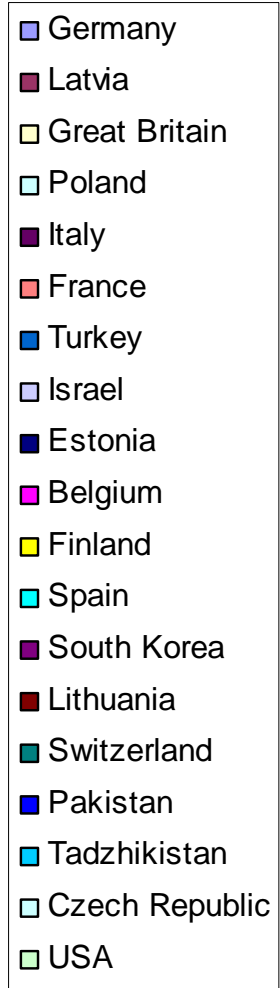 Germany
Latvia
Great Britain
Poland
Italy
France
Turkey
Israel
Estonia
Belgium
Finland
Spain
South Korea
Lithuania
Switzerland
Pakistan
Tadzhikistan
Czech Republic
USA